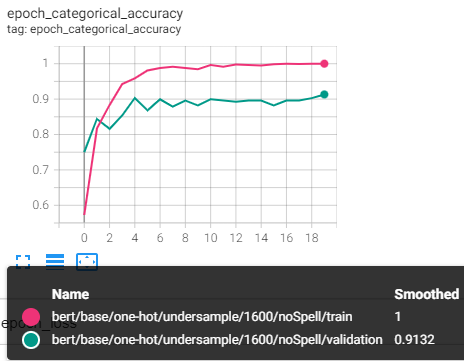 epoch_categorical_accuracy
tag: epoch_categorical_accuracy
1
0.9
0.8
0.7
0.6
0 2 4 6 8 10 12 14 16 18
Name Smoothed
bert/base/one-hot/undersample/1600/noSpell/train 1
epoch_loss
bert/base/one-hot/undersample/1600/noSpell/validation 0.9132